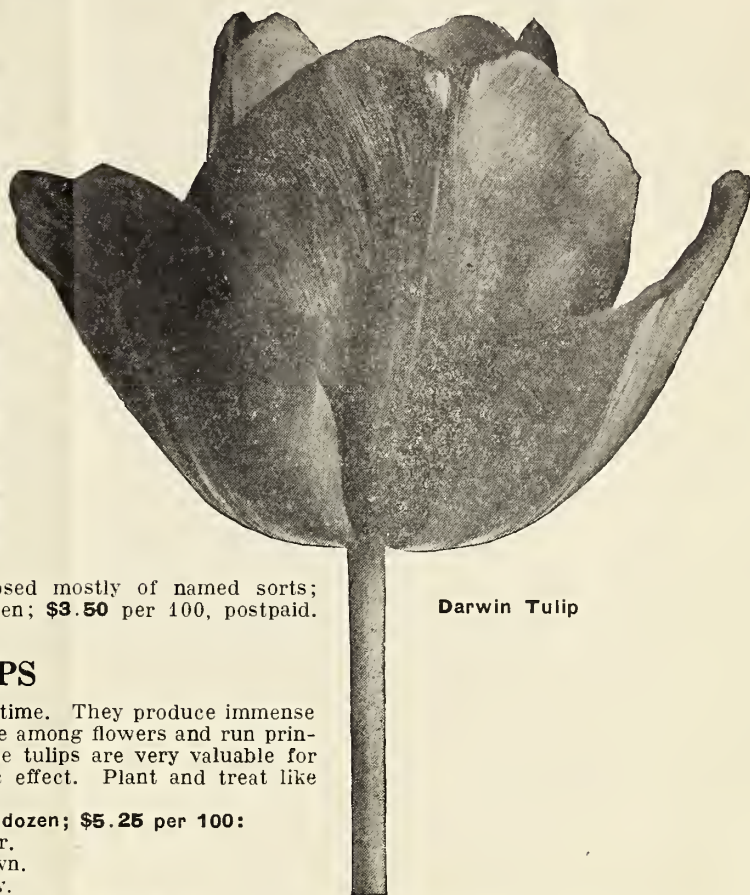 osed mostly of named sorts;
en; $3.50 per 100, postpaid.
Darwin Tulip
PS
time. They produce immense
e among flowers and run prin-
e tulips are very valuable for
c effect. Plant and treat like
dozen; $5.25 per 100:
r.
wn.